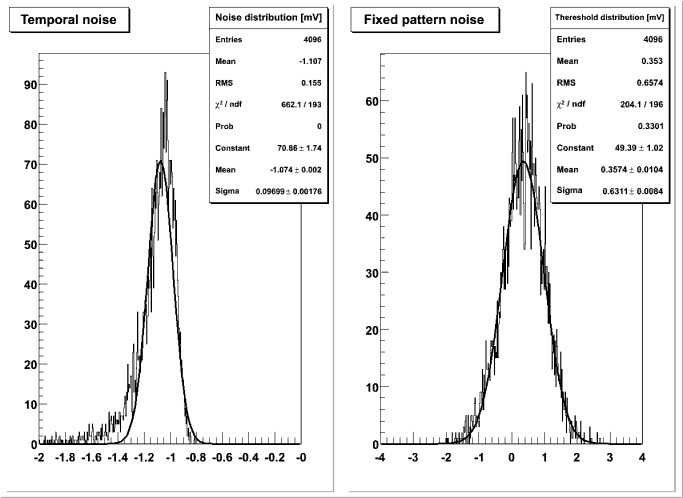 Temporal noise
Noise distribution [mV]
Entries 4096
Mean -1.107
RMS 0.155
χ² / ndf 662.1 / 193
Prob 0
Constant 70.86 ± 1.74
Mean -1.074 ± 0.002
Sigma 0.09699 ± 0.00176
90
80
70
60
50
40
30
20
10
0
-2 -1.8 -1.6 -1.4 -1.2 -1 -0.8 -0.6 -0.4 -0.2 -0
Fixed pattern noise
Thereshold distribution [mV]
Entries 4096
Mean 0.353
RMS 0.6574
χ² / ndf 204.1 / 196
Prob 0.3301
Constant 49.39 ± 1.02
Mean 0.3574 ± 0.0104
Sigma 0.6311 ± 0.0084
60
50
40
30
20
10
0
-4 -3 -2 -1 0 1 2 3 4